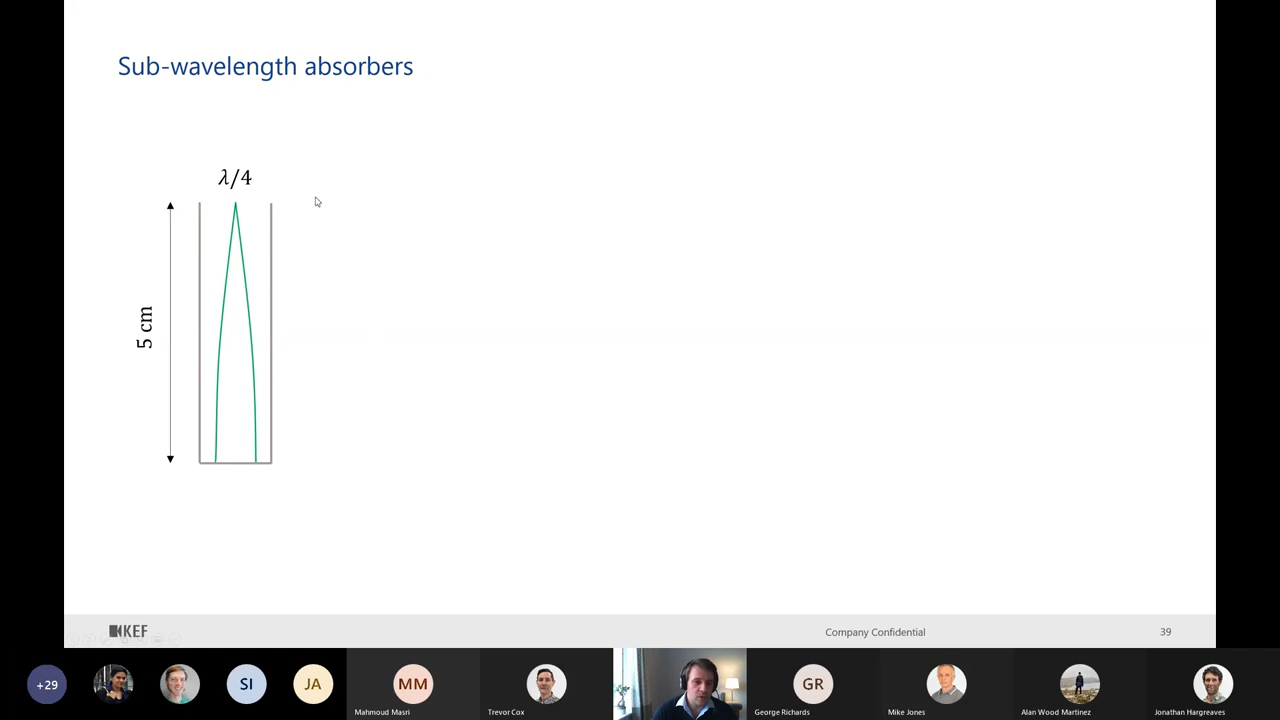 Sub-wavelength absorbers
λ/4
5 cm
KEF
Company Confidential
39
+29
SI
JA
MM
GR
Mahmoud Masri
Trevor Cox
George Richards
Mike Jones
Alan Wood Martinez
Jonathan Hargreaves